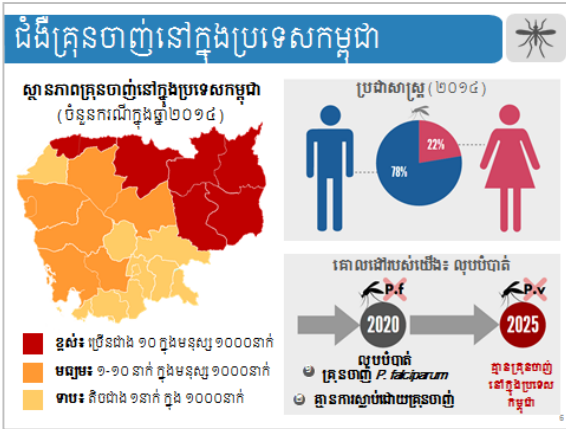 ជំងឺគ្រុនចាញ់នៅក្នុងប្រទេសកម្ពុជា
ស្ថានភាពគ្រុនចាញ់នៅក្នុងប្រទេសកម្ពុជា
(ចំនួនករណីក្នុងឆ្នាំ២០១៤)
ខ្ពស់៖ ច្រើនជាង ១០ ក្នុងមនុស្ស ១០០០នាក់
មធ្យម៖ ១-១០ នាក់ ក្នុងមនុស្ស ១០០០នាក់
ទាប៖ តិចជាង ១នាក់ ក្នុង ១០០០នាក់
ប្រជាសាស្ត្រ (២០១៤)
22%
78%
គោលដៅរបស់យើង៖ លុបបំបាត់
P.f
P.v
2020
2025
លុបបំបាត់
គ្រុនចាញ់ P. falciparum
គ្មានការស្លាប់ដោយគ្រុនចាញ់
គ្មានគ្រុនចាញ់
នៅក្នុងប្រទេស
កម្ពុជា
6